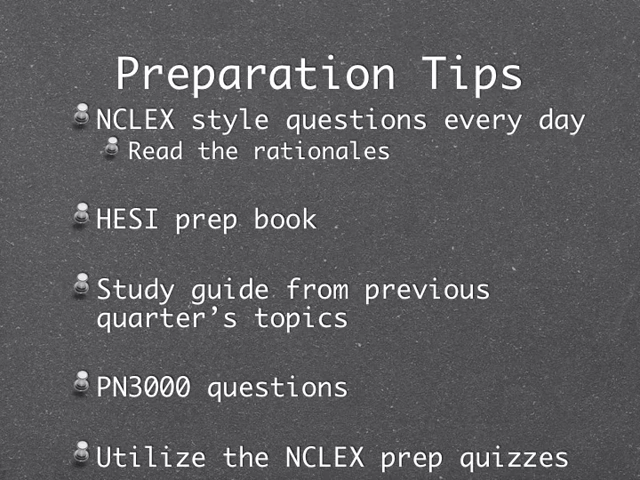 Preparation Tips
NCLEX style questions every day
Read the rationales
HESI prep book
Study guide from previous
quarter’s topics
PN3000 questions
Utilize the NCLEX prep quizzes